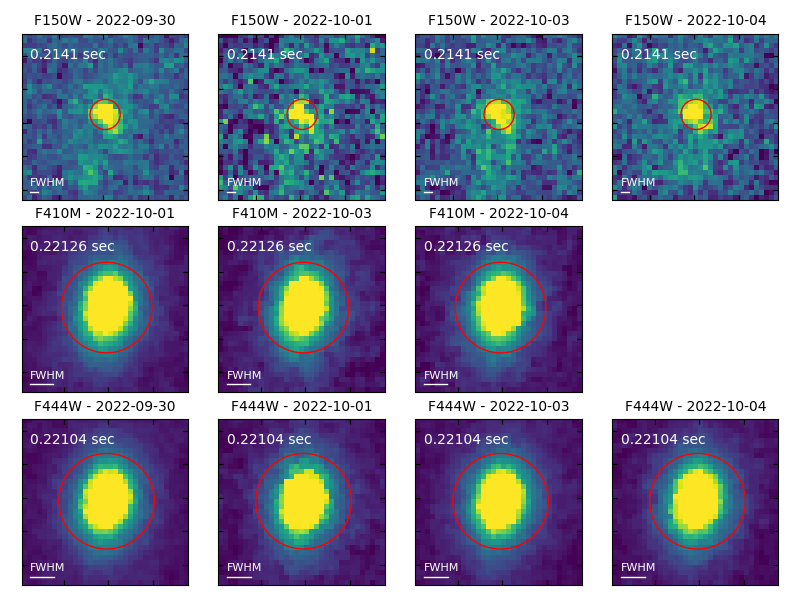 F150W - 2022-09-30
F150W - 2022-10-01
F150W - 2022-10-03
F150W - 2022-10-04
0.2141 sec
0.2141 sec
0.2141 sec
0.2141 sec
FWHM
FWHM
FWHM
FWHM
F410M - 2022-10-01
F410M - 2022-10-03
F410M - 2022-10-04
0.22126 sec
0.22126 sec
0.22126 sec
FWHM
FWHM
FWHM
F444W - 2022-09-30
F444W - 2022-10-01
F444W - 2022-10-03
F444W - 2022-10-04
0.22104 sec
0.22104 sec
0.22104 sec
0.22104 sec
FWHM
FWHM
FWHM
FWHM